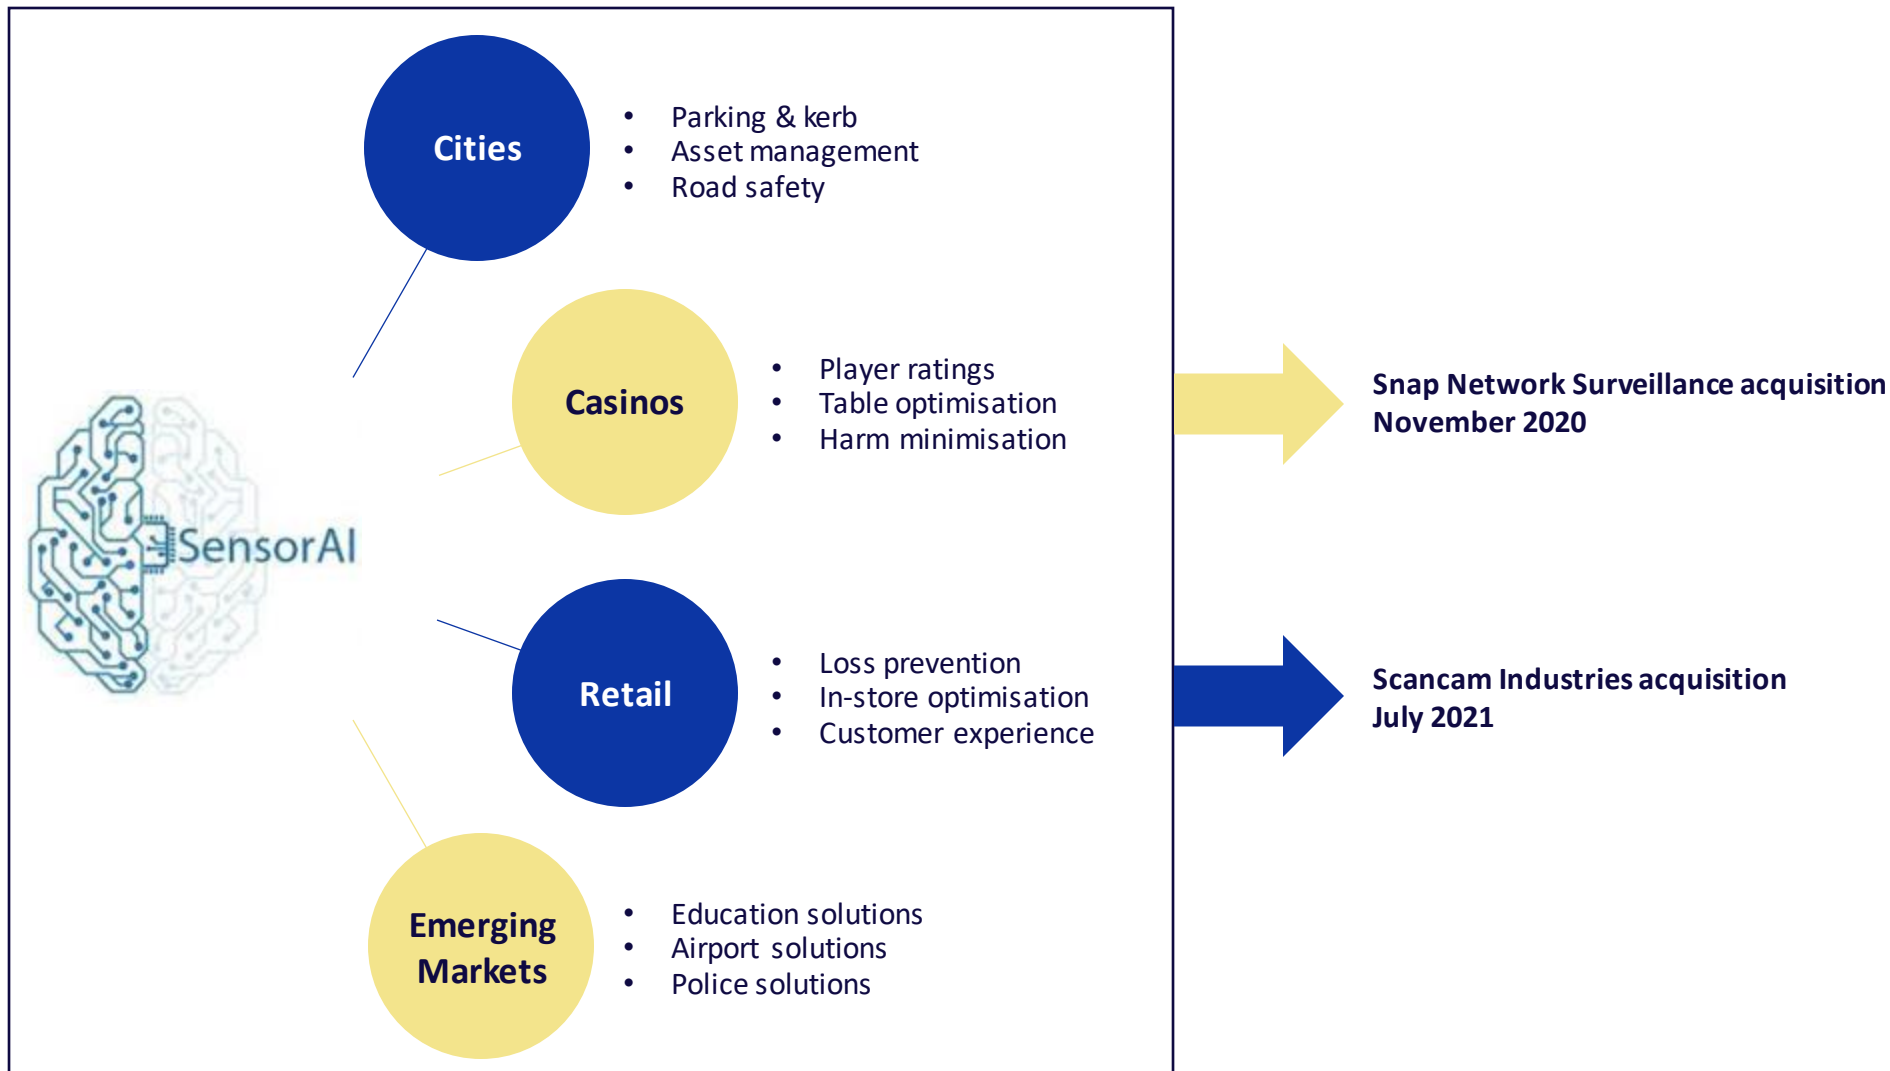 Cities
• Parking & kerb
• Asset management
• Road safety
Casinos
• Player ratings
• Table optimisation
• Harm minimisation
Snap Network Surveillance acquisition
November 2020
SensorAI
Retail
• Loss prevention
• In-store optimisation
• Customer experience
Scancam Industries acquisition
July 2021
Emerging
Markets
• Education solutions
• Airport solutions
• Police solutions